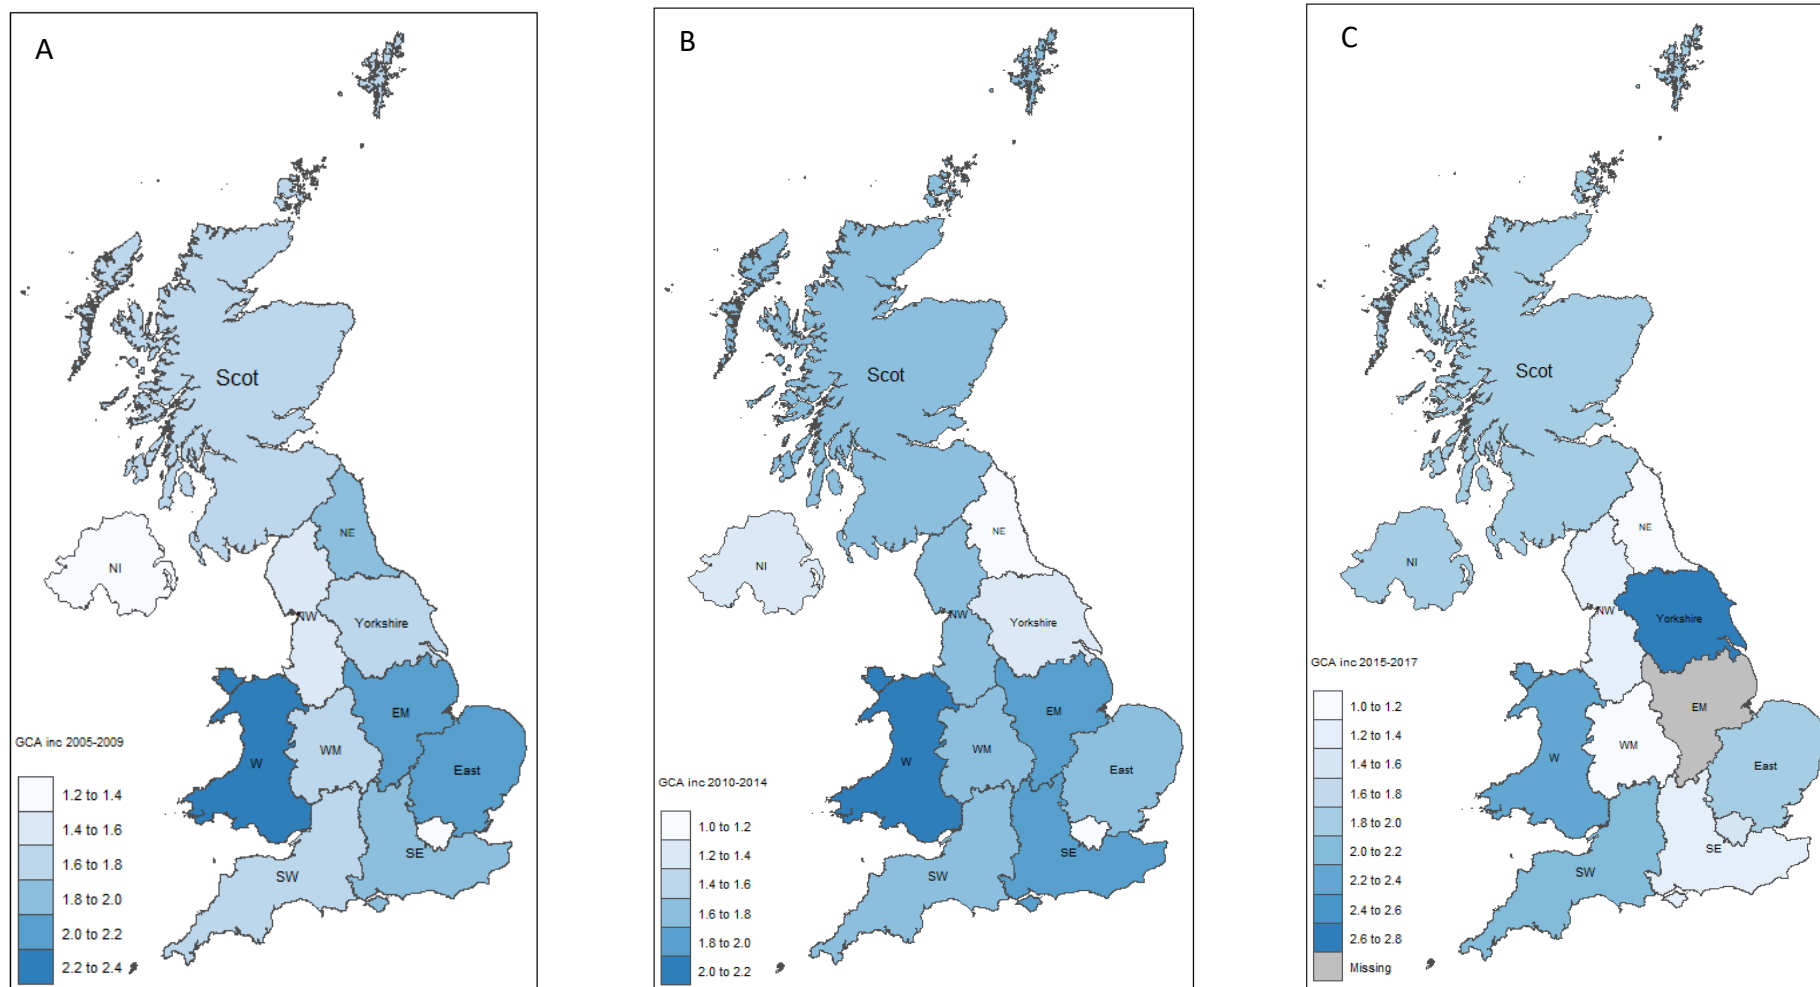 A
Scot
NE
NI
NW
Yorkshire
EM
W
WM
East
SE
SW
GCA inc 2005-2009
1.2 to 1.4
1.4 to 1.6
1.6 to 1.8
1.8 to 2.0
2.0 to 2.2
2.2 to 2.4
B
Scot
NE
NI
NW
Yorkshire
EM
W
WM
East
SE
SW
GCA inc 2010-2014
1.0 to 1.2
1.2 to 1.4
1.4 to 1.6
1.6 to 1.8
1.8 to 2.0
2.0 to 2.2
C
Scot
NE
NI
NW
Yorkshire
EM
W
WM
East
SE
SW
GCA inc 2015-2017
1.0 to 1.2
1.2 to 1.4
1.4 to 1.6
1.6 to 1.8
1.8 to 2.0
2.0 to 2.2
2.2 to 2.4
2.4 to 2.6
2.6 to 2.8
Missing